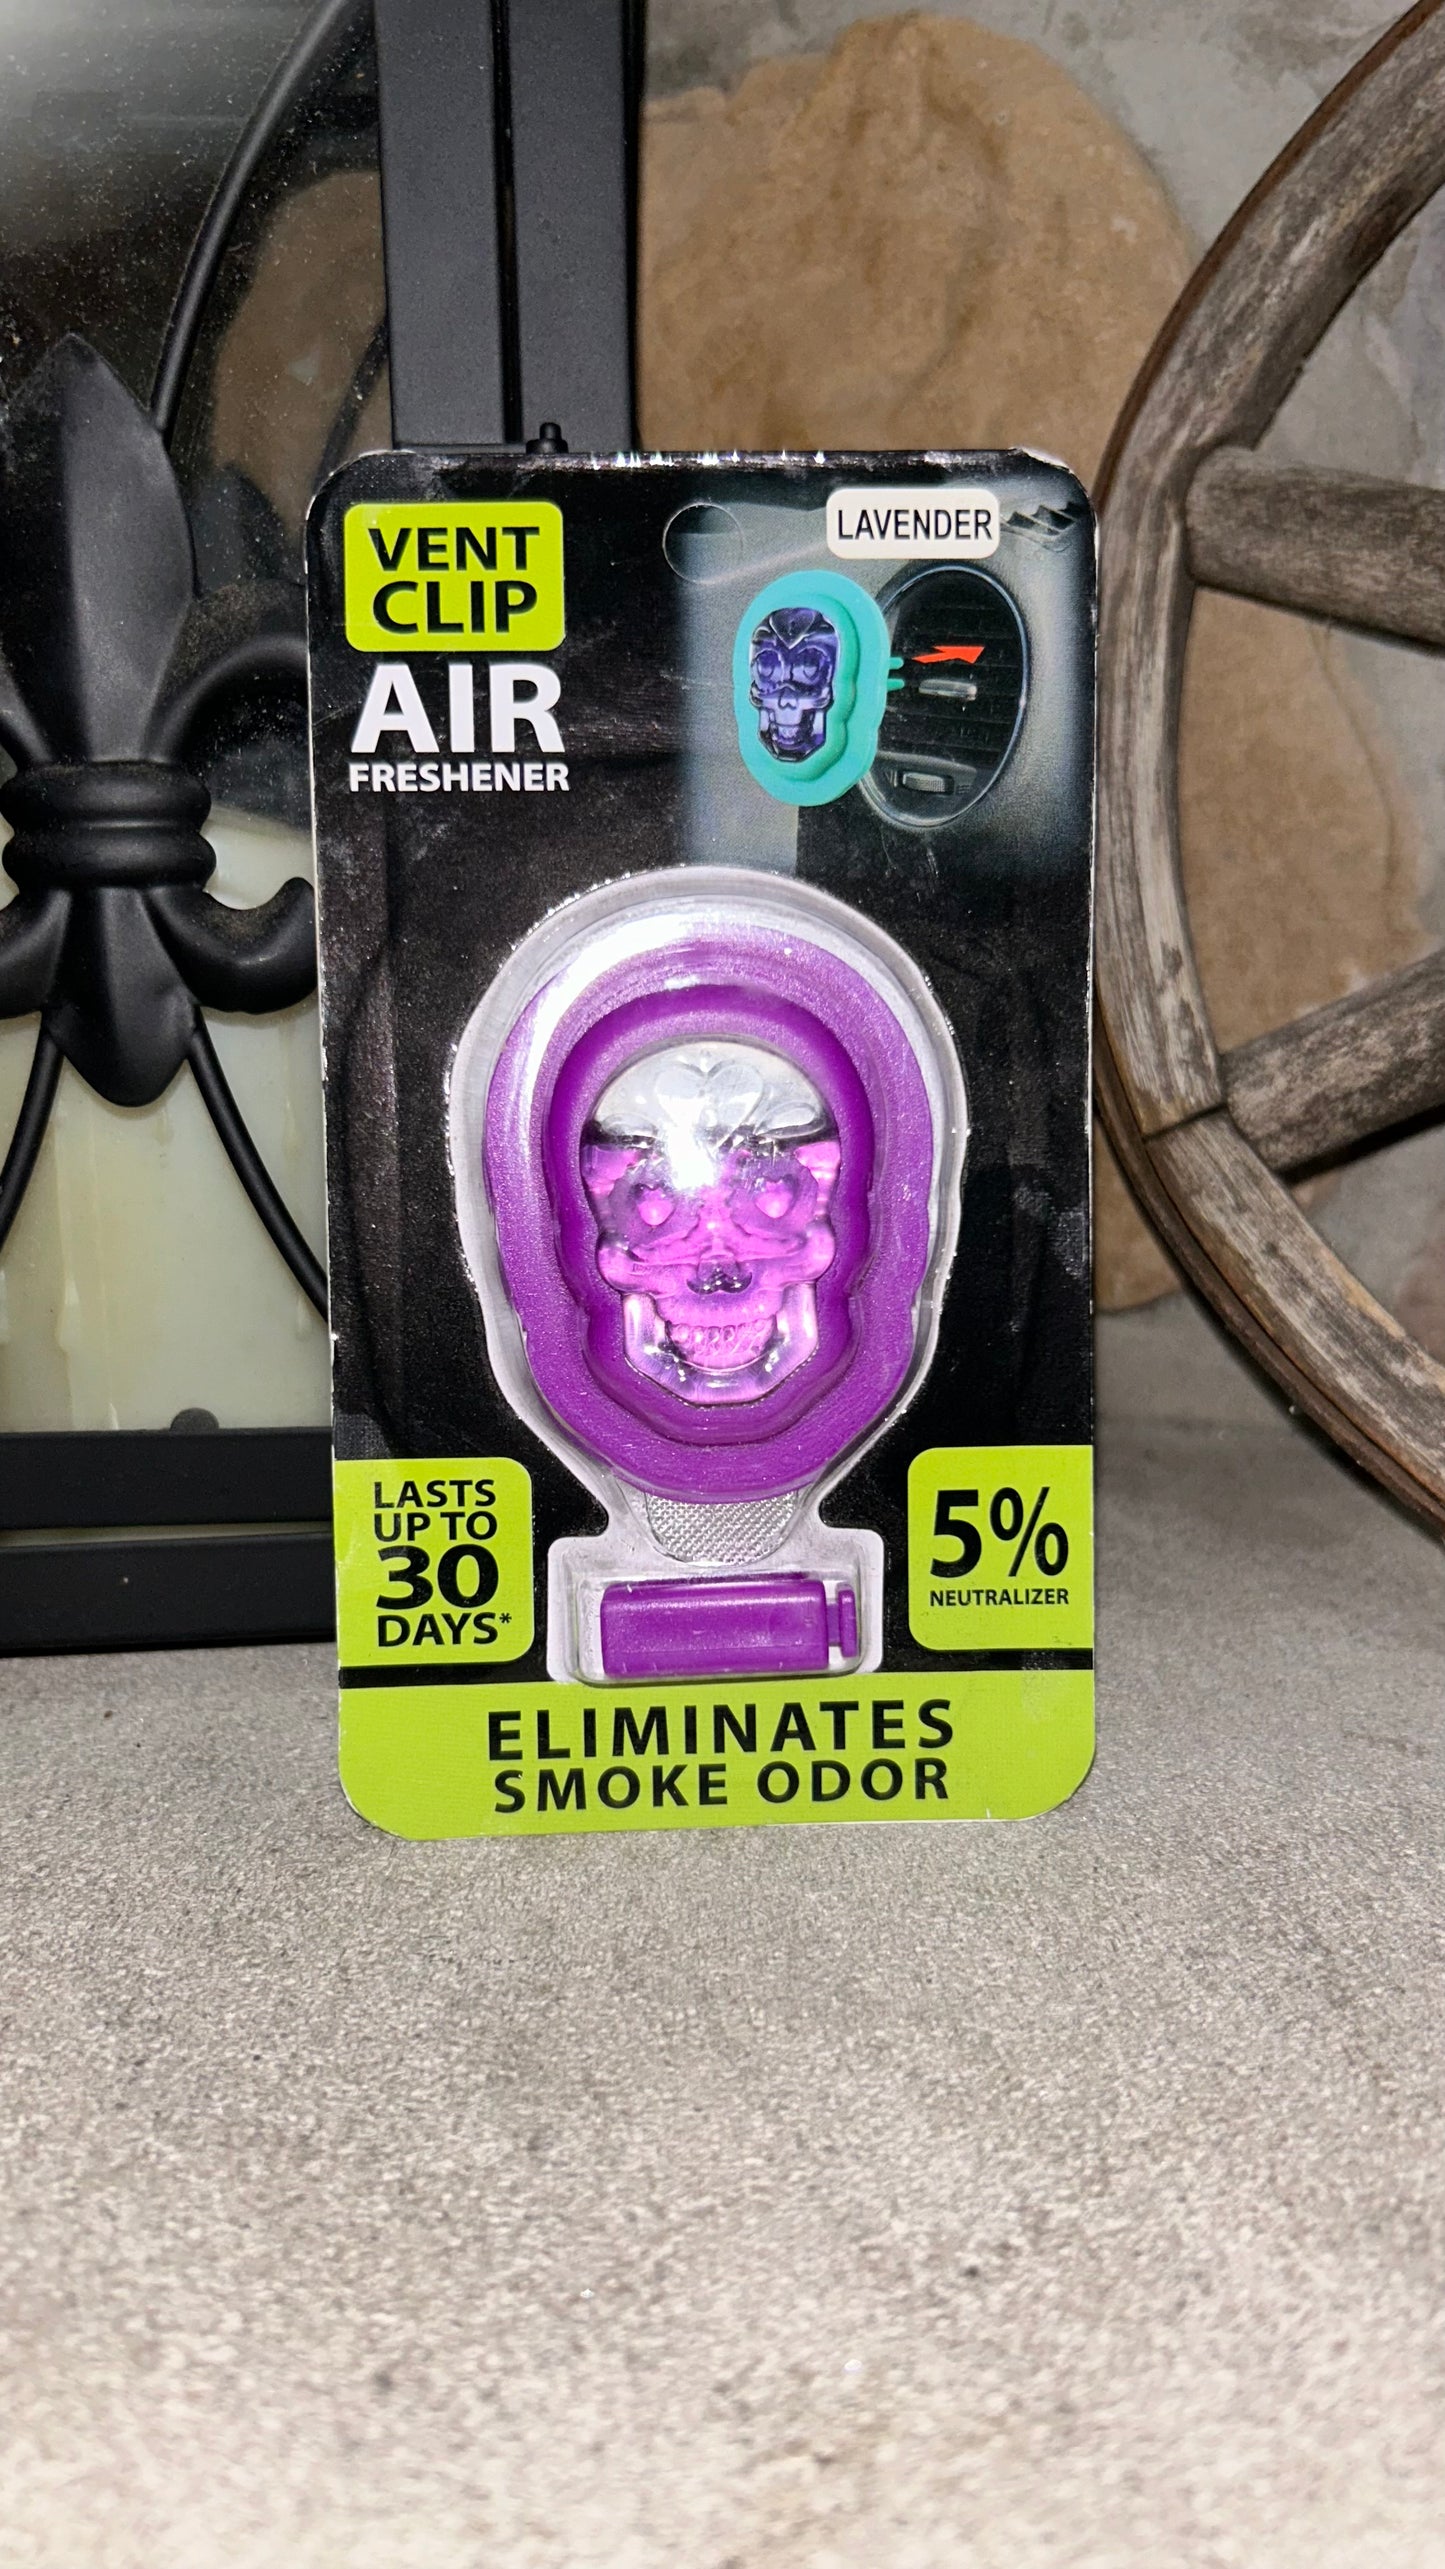 VENT
CLIP
AIR
FRESHENER
LAVENDER
LASTS
UP TO
30
DAYS*
5%
NEUTRALIZER
ELIMINATES
SMOKE ODOR